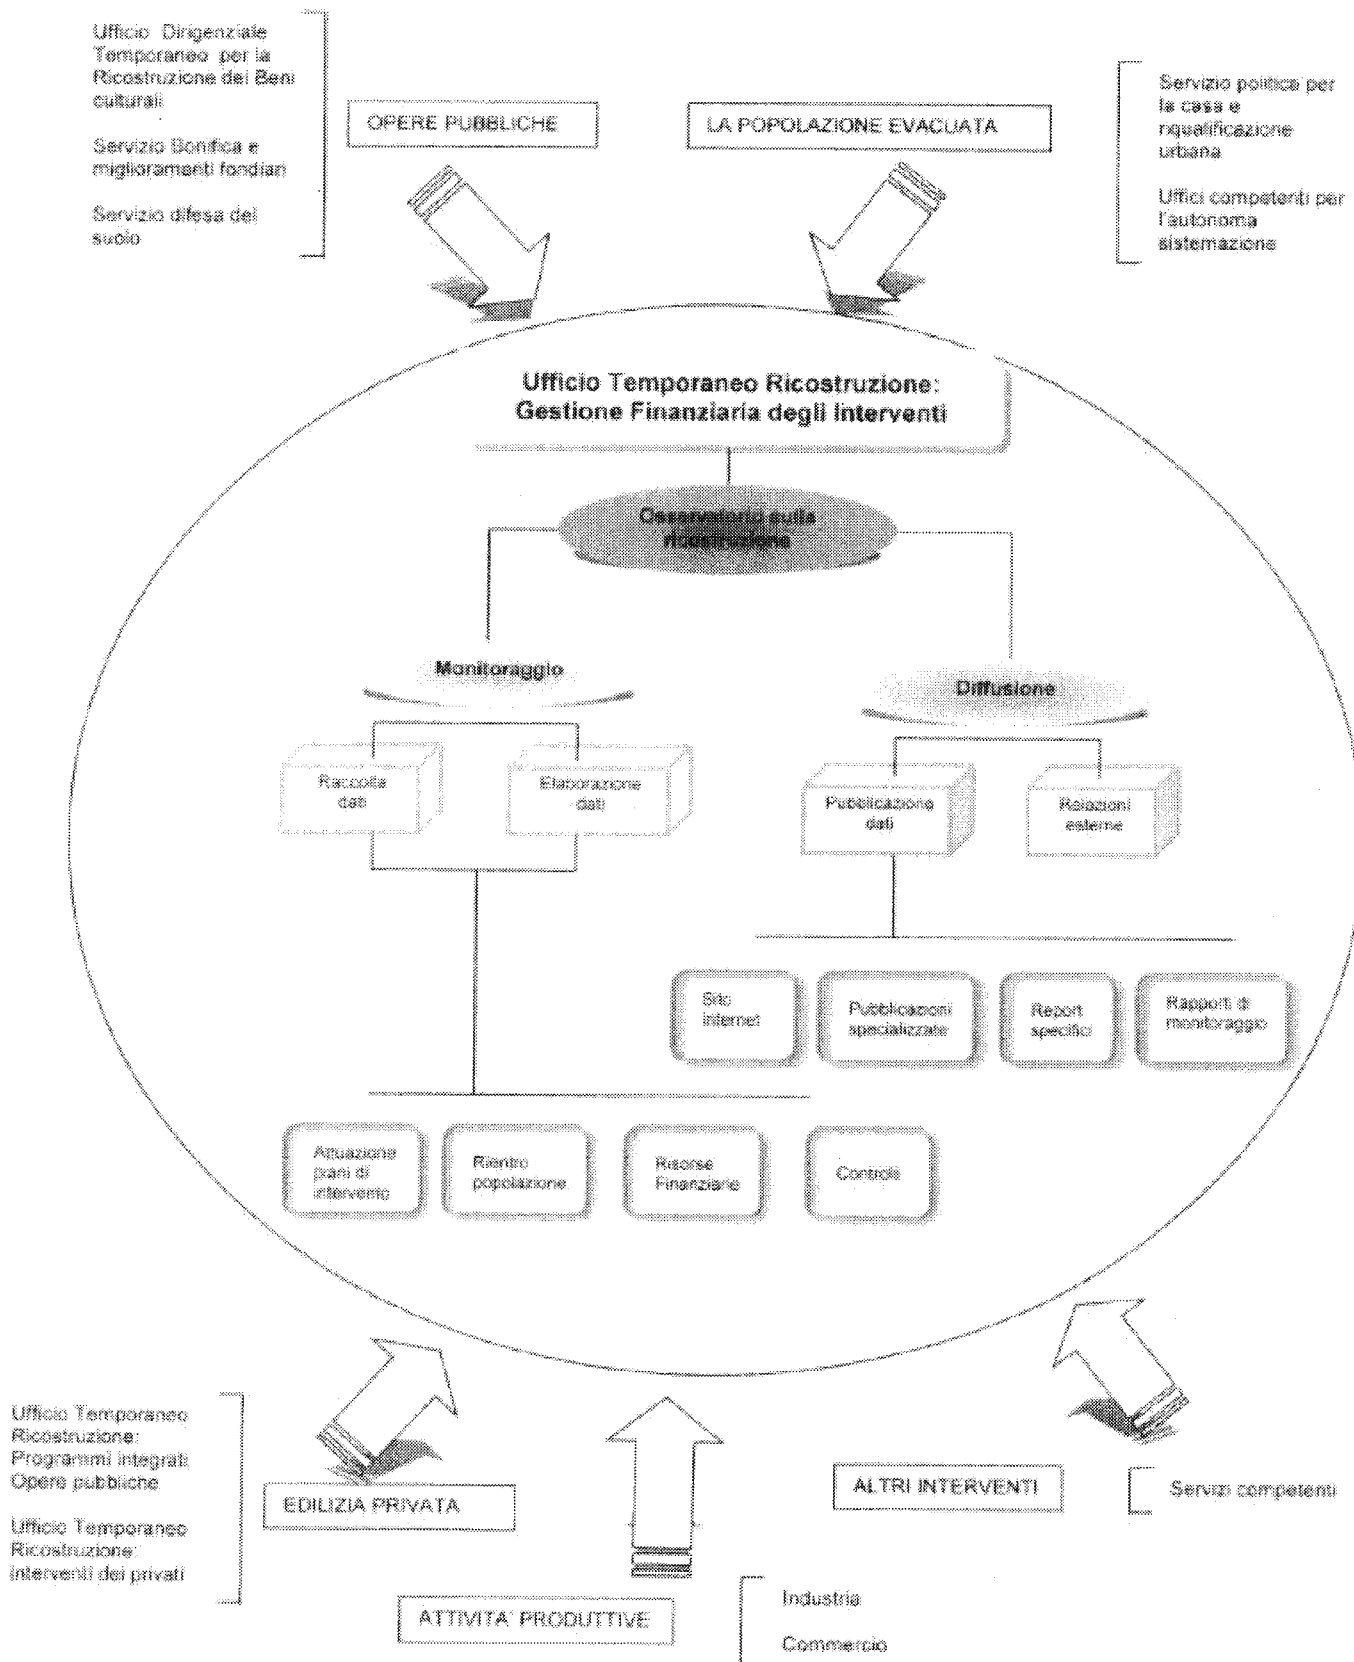 Ufficio Dirigenziale
Temporaneo per la
Ricostruzione dei Beni
culturali
Servizio Bonifica e
miglioramenti fondiari
Servizio difesa del
suolo
OPERE PUBBLICHE
LA POPOLAZIONE EVACUATA
Servizio politica per
la casa e
riqualificazione
urbana
Uffici competenti per
l'autonoma
sistemazione
Ufficio Temporaneo Ricostruzione:
Gestione Finanziaria degli Interventi
Osservatorio sulla
ricostruzione
Monitoraggio
Diffusione
Raccolta
dati
Elaborazione
dati
Pubblicazione
dati
Relazioni
esterne
Sito
internet
Pubblicazioni
specializzate
Report
specifici
Rapporti di
monitoraggio
Attuazione
piani di
intervento
Rientro
popolazione
Risorse
Finanziarie
Controlli
Ufficio Temporaneo
Ricostruzione:
Programmi integrati
Opere pubbliche
Ufficio Temporaneo
Ricostruzione:
interventi dei privati
EDILIZIA PRIVATA
ALTRI INTERVENTI
Servizi competenti
ATTIVITA' PRODUTTIVE
Industria
Commercio